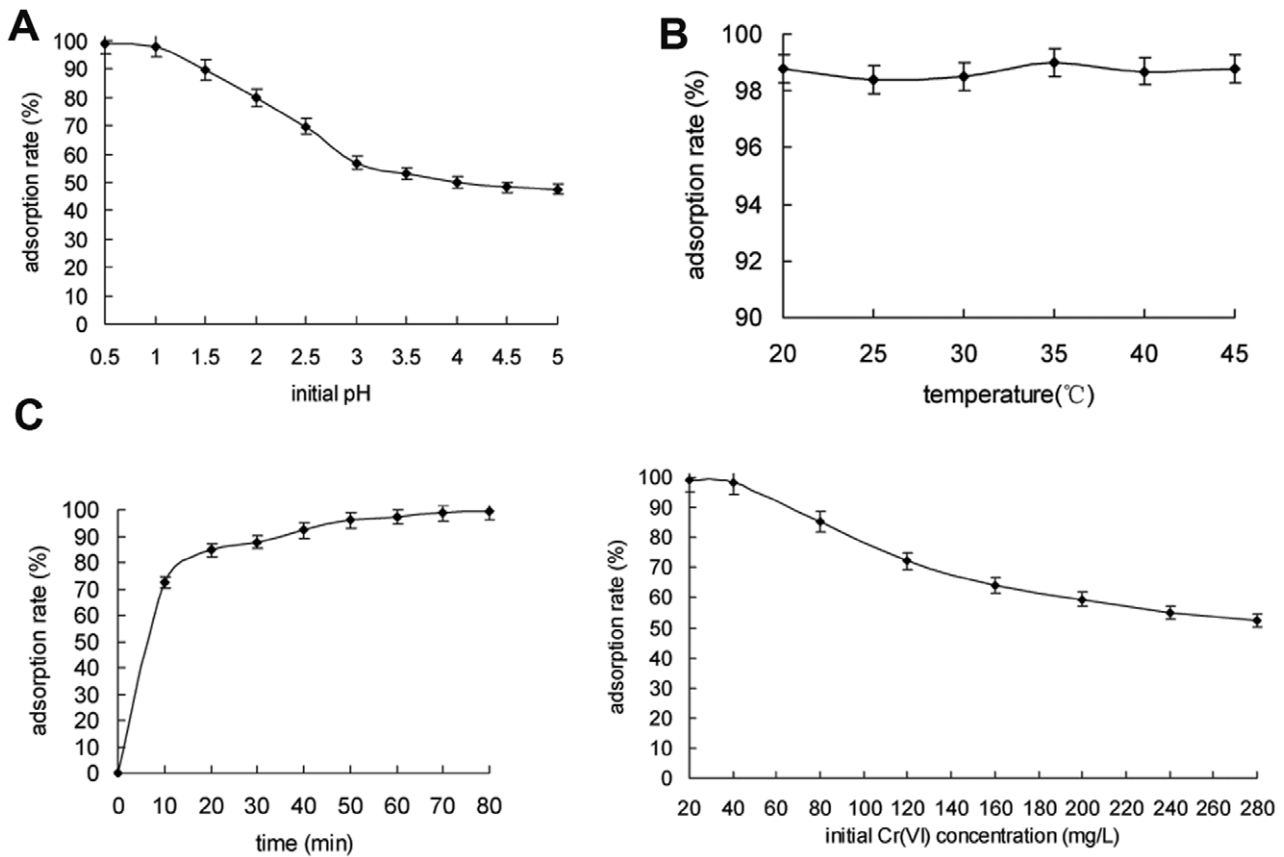 A
100
90
80
70
60
50
40
30
20
10
0
adsorption rate (%)
0.5 1 1.5 2 2.5 3 3.5 4 4.5 5
initial pH
B
100
98
96
94
92
90
adsorption rate (%)
20 25 30 35 40 45
temperature(℃)
C
100
90
80
70
60
50
40
30
20
10
0
adsorption rate (%)
0 10 20 30 40 50 60 70 80
time (min)
100
90
80
70
60
50
40
30
20
10
0
adsorption rate (%)
20 40 60 80 100 120 140 160 180 200 220 240 260 280
initial Cr(VI) concentration (mg/L)